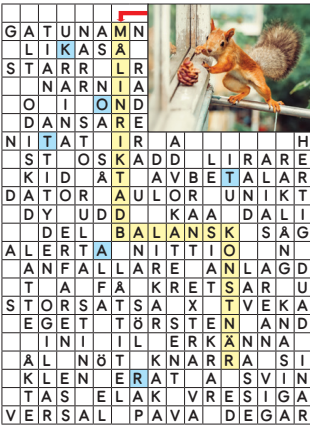 GATUNAMN
LIKASÅ
STARR LR
NARNIA
O I OND
DANSARE
NITAT IR A H
ST OSKADD LIRARE
KID ÅT AVBETALAR
DATOR AULOR UNIKT
DY UDD KAA DALI
DEL BALANSK SÅG
ALERTA NITTIO N
ANFALLARE ANLAGD
T A FÅ KRETSAR U
STORSATSA X TVEKA
EGET TÖRSTEN AND
INI IL ERKÄNNA
ÅL NÖT KNARRA SI
KLEN ERAT A SVIN
TAS ELAK VRESIGA
VERSAL PAVA DEGAR